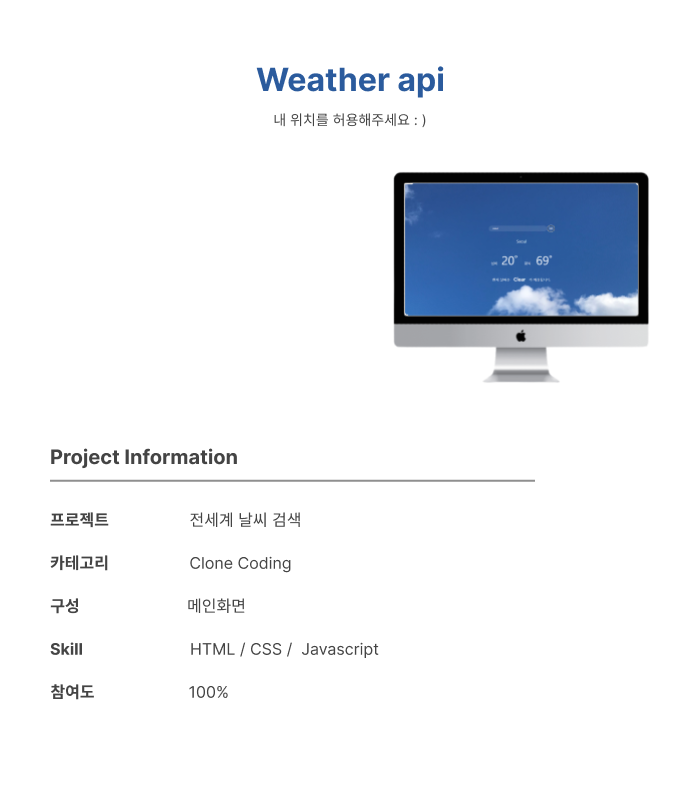 Weather api
내 위치를 허용해주세요 : )
20°
69°
Clear
Project Information
프로젝트 전세계 날씨 검색
카테고리 Clone Coding
구성 메인화면
Skill HTML / CSS / Javascript
참여도 100%